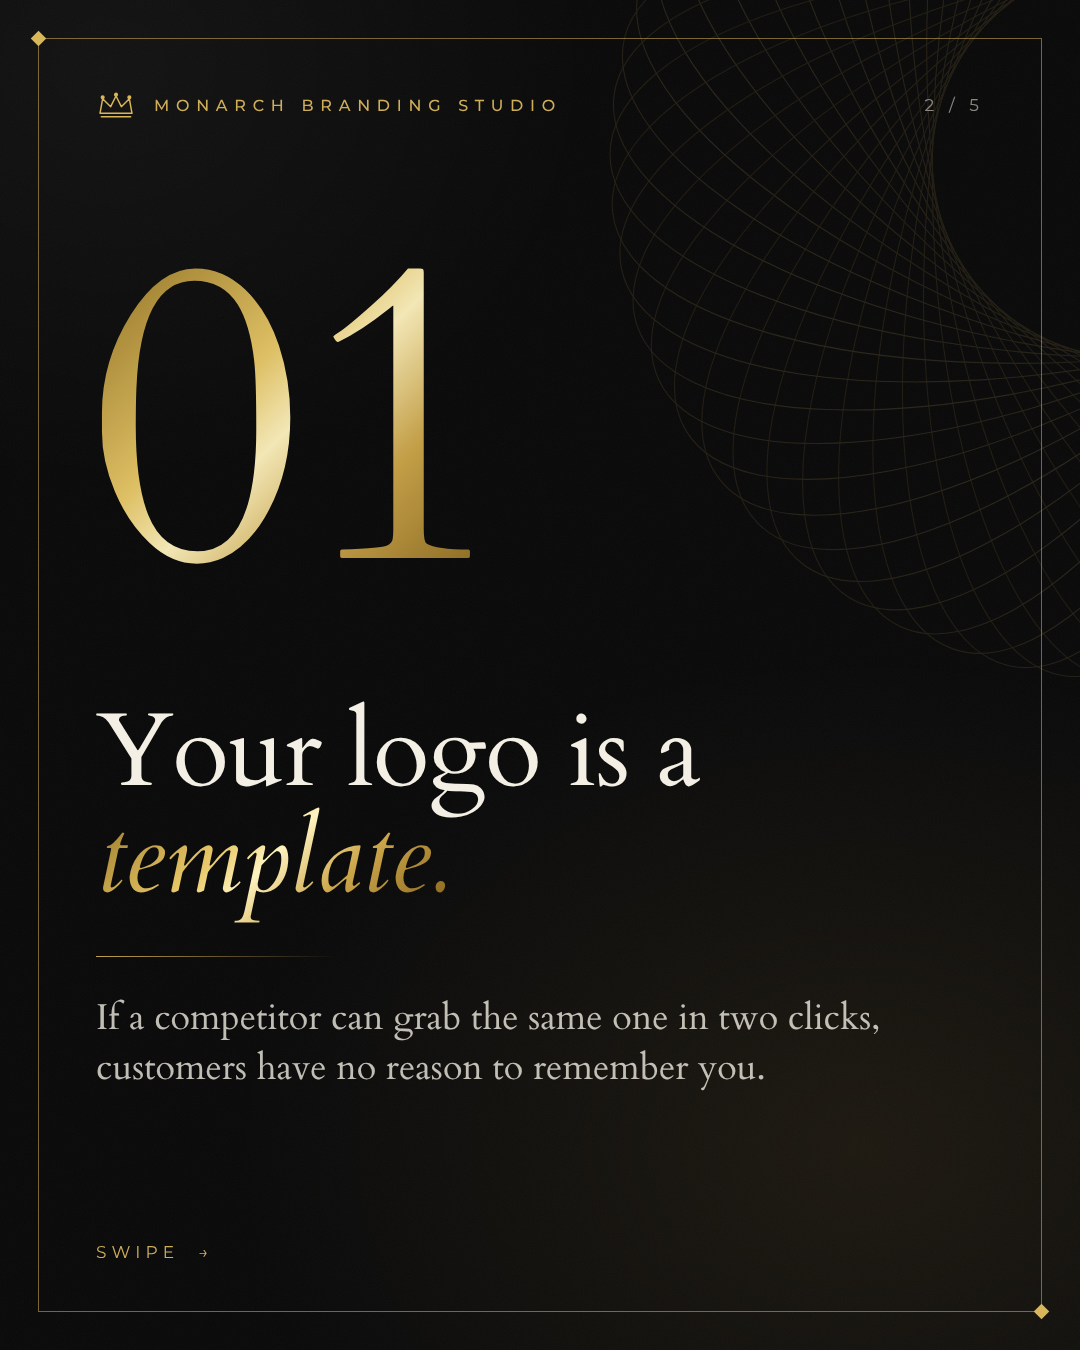 MONARCH BRANDING STUDIO
2 / 5
01
Your logo is a
template.
If a competitor can grab the same one in two clicks,
customers have no reason to remember you.
SWIPE →